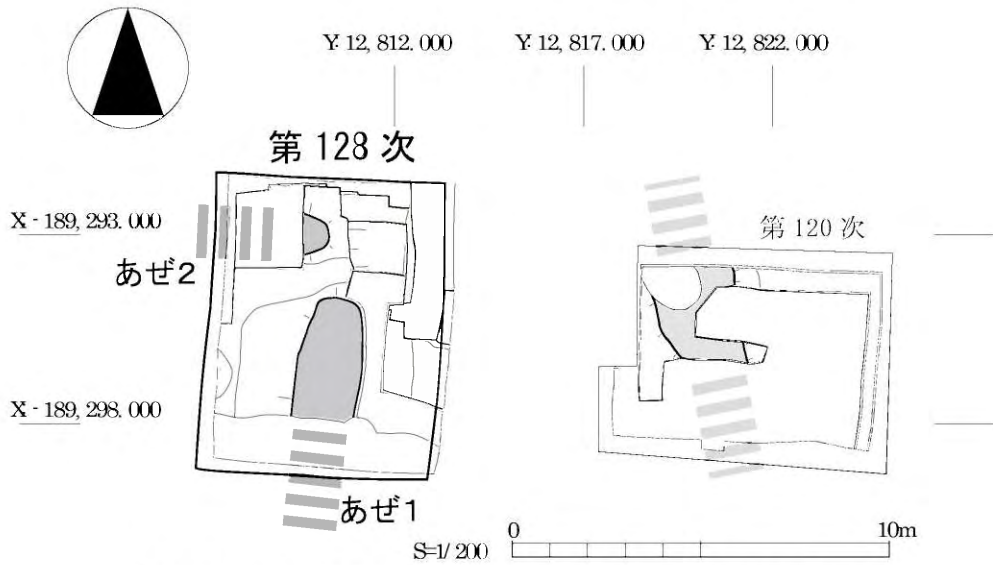 Y: 12, 812. 000
Y: 12, 817. 000
Y: 12, 822. 000
第 128 次
X: - 189, 293. 000
あぜ2
第 120 次
X: - 189, 298. 000
あぜ1
0
10m
S=1/ 200